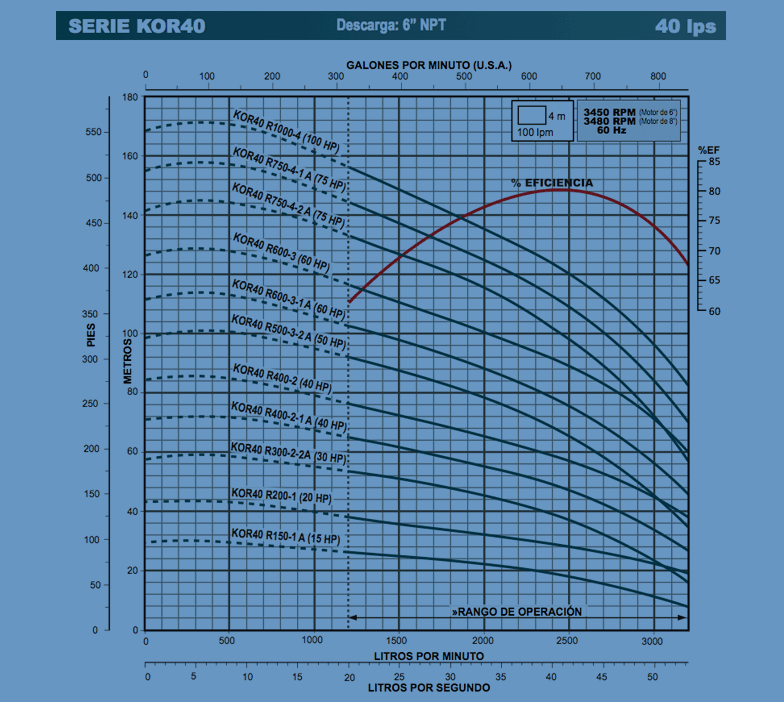 SERIE KOR40 Descarga: 6” NPT 40 lps
GALONES POR MINUTO (U.S.A.)
0 100 200 300 400 500 600 700 800
4 m
100 lpm
3450 RPM (Motor de 6")
3480 RPM (Motor de 8")
60 Hz
KOR40 R1000-4 (100 HP)
KOR40 R750-4-1 A (75 HP)
KOR40 R750-4-2 A (75 HP)
KOR40 R600-3 (60 HP)
KOR40 R600-3-1 A (60 HP)
KOR40 R500-3-2 A (50 HP)
KOR40 R400-2 (40 HP)
KOR40 R400-2-1 A (40 HP)
KOR40 R300-2-2A (30 HP)
KOR40 R200-1 (20 HP)
KOR40 R150-1 A (15 HP)
% EFICIENCIA
%EF
85
80
75
70
65
60
PIES
550
500
450
400
350
300
250
200
150
100
50
0
METROS
180
160
140
120
100
80
60
40
20
0
»RANGO DE OPERACIÓN
0 500 1000 1500 2000 2500 3000
LITROS POR MINUTO
0 5 10 15 20 25 30 35 40 45 50
LITROS POR SEGUNDO